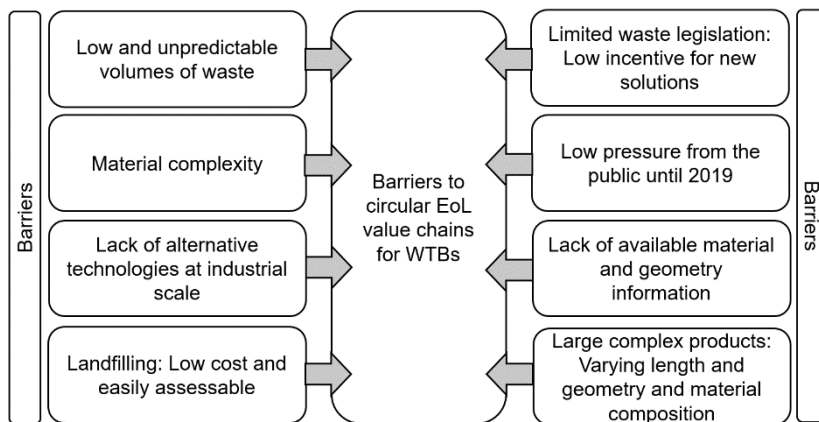 Barriers
Low and unpredictable
volumes of waste
Material complexity
Lack of alternative
technologies at industrial
scale
Landfilling: Low cost and
easily assessable
Barriers to
circular EoL
value chains
for WTBs
Limited waste legislation:
Low incentive for new
solutions
Low pressure from the
public until 2019
Lack of available material
and geometry
information
Large complex products:
Varying length and
geometry and material
composition
Barriers